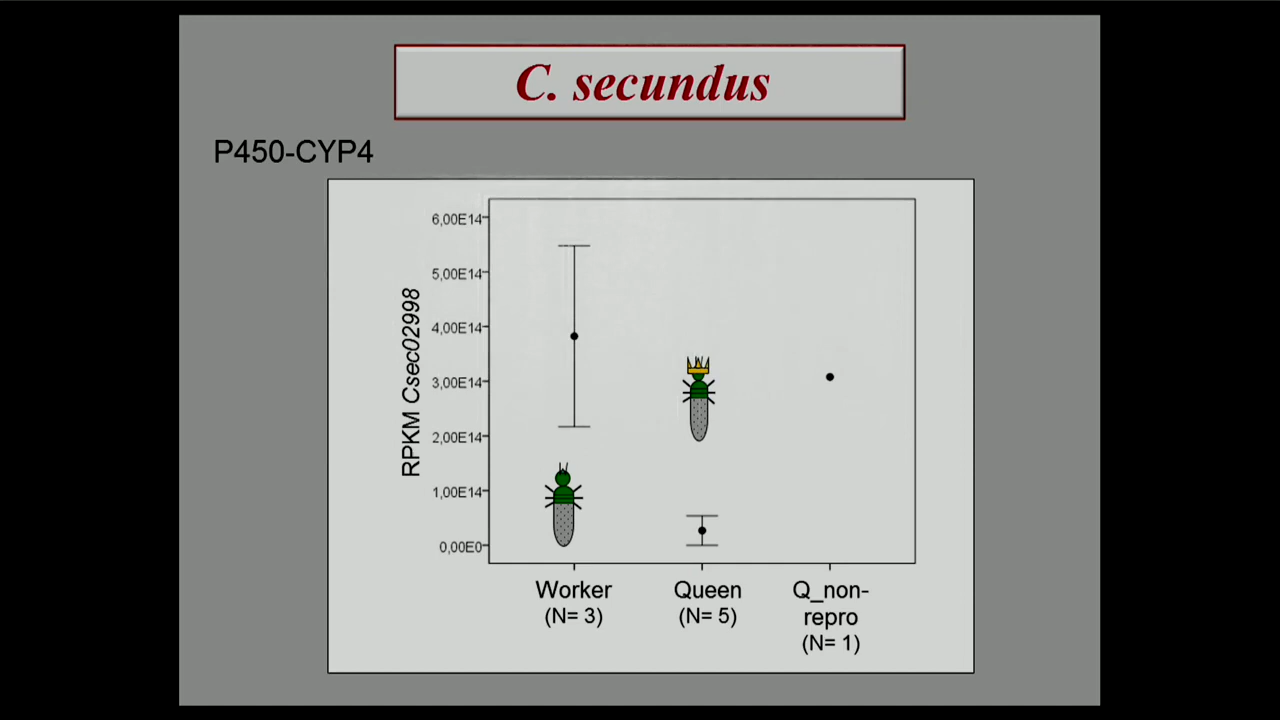 C. secundus
P450-CYP4
RPKM Csec02998
6,00E14
5,00E14
4,00E14
3,00E14
2,00E14
1,00E14
0,00E0
Worker
(N= 3)
Queen
(N= 5)
Q_non-
repro
(N= 1)